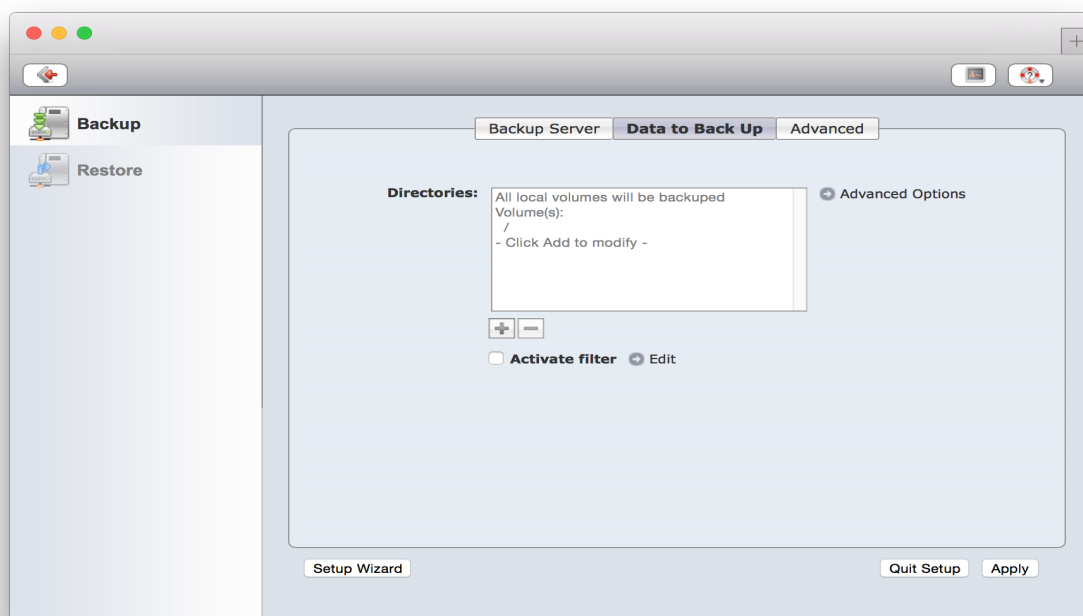 Backup
Restore
Backup Server
Data to Back Up
Advanced
Directories:
All local volumes will be backuped
Volume(s):
/
- Click Add to modify -
Advanced Options
Activate filter
Edit
Setup Wizard
Quit Setup
Apply